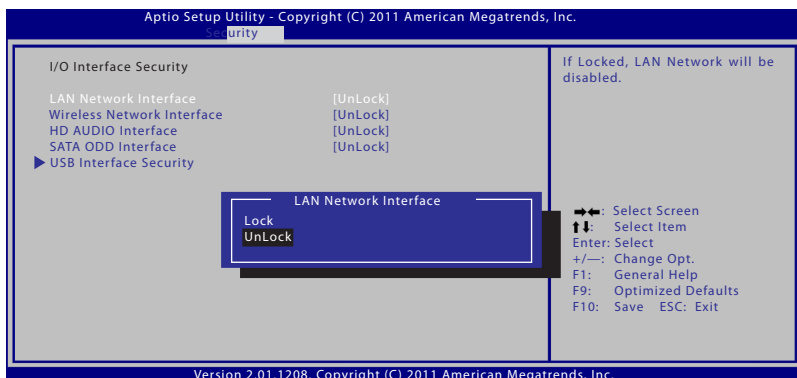 Aptio Setup Utility - Copyright (C) 2011 American Megatrends, Inc.
Security
I/O Interface Security
LAN Network Interface [UnLock]
Wireless Network Interface [UnLock]
HD AUDIO Interface [UnLock]
SATA ODD Interface [UnLock]
USB Interface Security
LAN Network Interface
Lock
UnLock
If Locked, LAN Network will be
disabled.
→←: Select Screen
↑↓: Select Item
Enter: Select
+/—: Change Opt.
F1: General Help
F9: Optimized Defaults
F10: Save ESC: Exit
Version 2.01.1208. Copyright (C) 2011 American Megatrends, Inc.